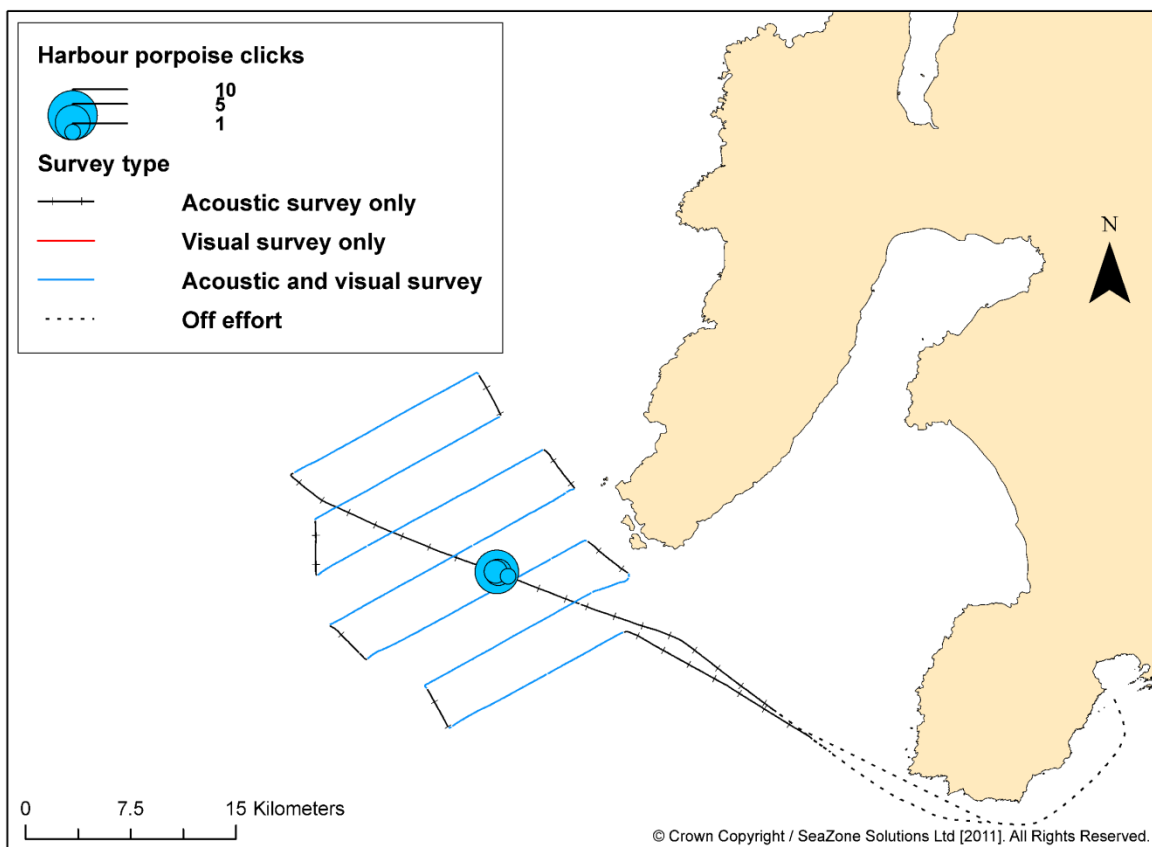 Harbour porpoise clicks
10
5
1
Survey type
Acoustic survey only
Visual survey only
Acoustic and visual survey
Off effort
N
0 7.5 15 Kilometers
© Crown Copyright / SeaZone Solutions Ltd [2011]. All Rights Reserved.